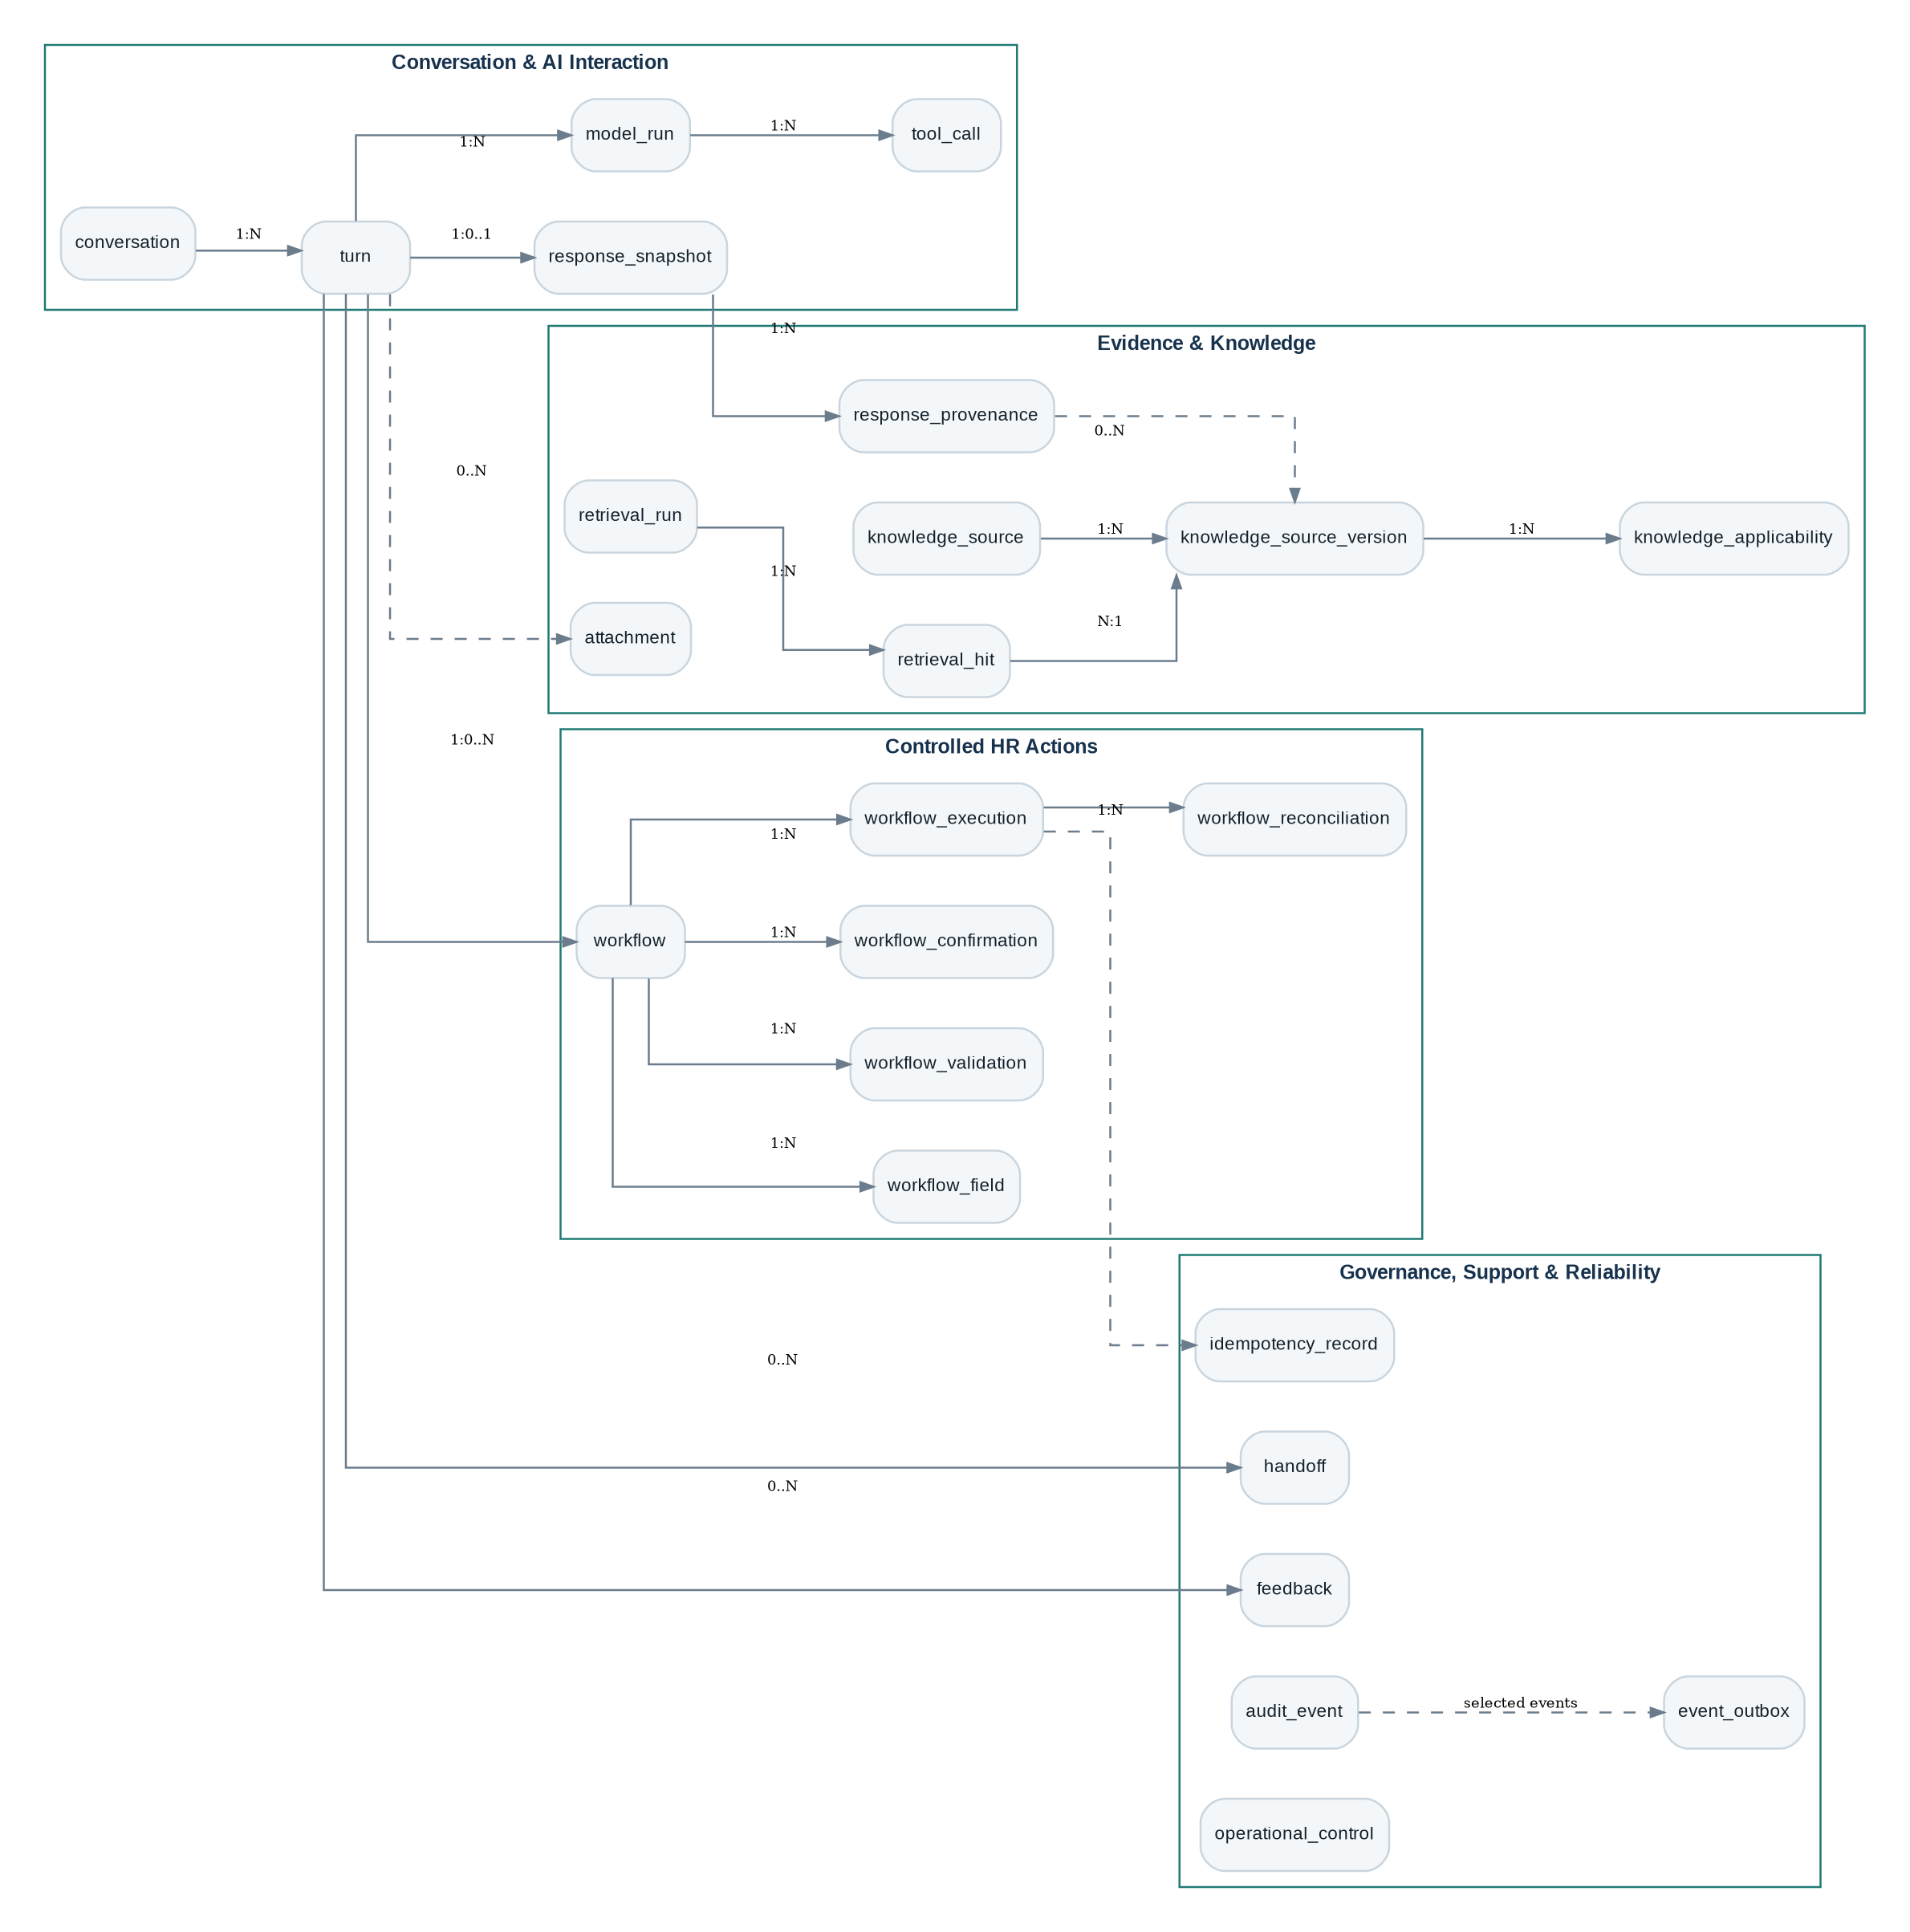 Conversation & AI Interaction
model_run
1:N
tool_call
1:N
conversation
1:N
turn
1:0..1
response_snapshot
1:N
Evidence & Knowledge
response_provenance
0..N
0..N
retrieval_run
knowledge_source
1:N
knowledge_source_version
1:N
knowledge_applicability
1:N
attachment
N:1
retrieval_hit
1:0..N
Controlled HR Actions
workflow_execution
1:N
workflow_reconciliation
1:N
workflow
1:N
workflow_confirmation
1:N
workflow_validation
1:N
workflow_field
Governance, Support & Reliability
idempotency_record
0..N
handoff
0..N
feedback
audit_event
selected events
event_outbox
operational_control